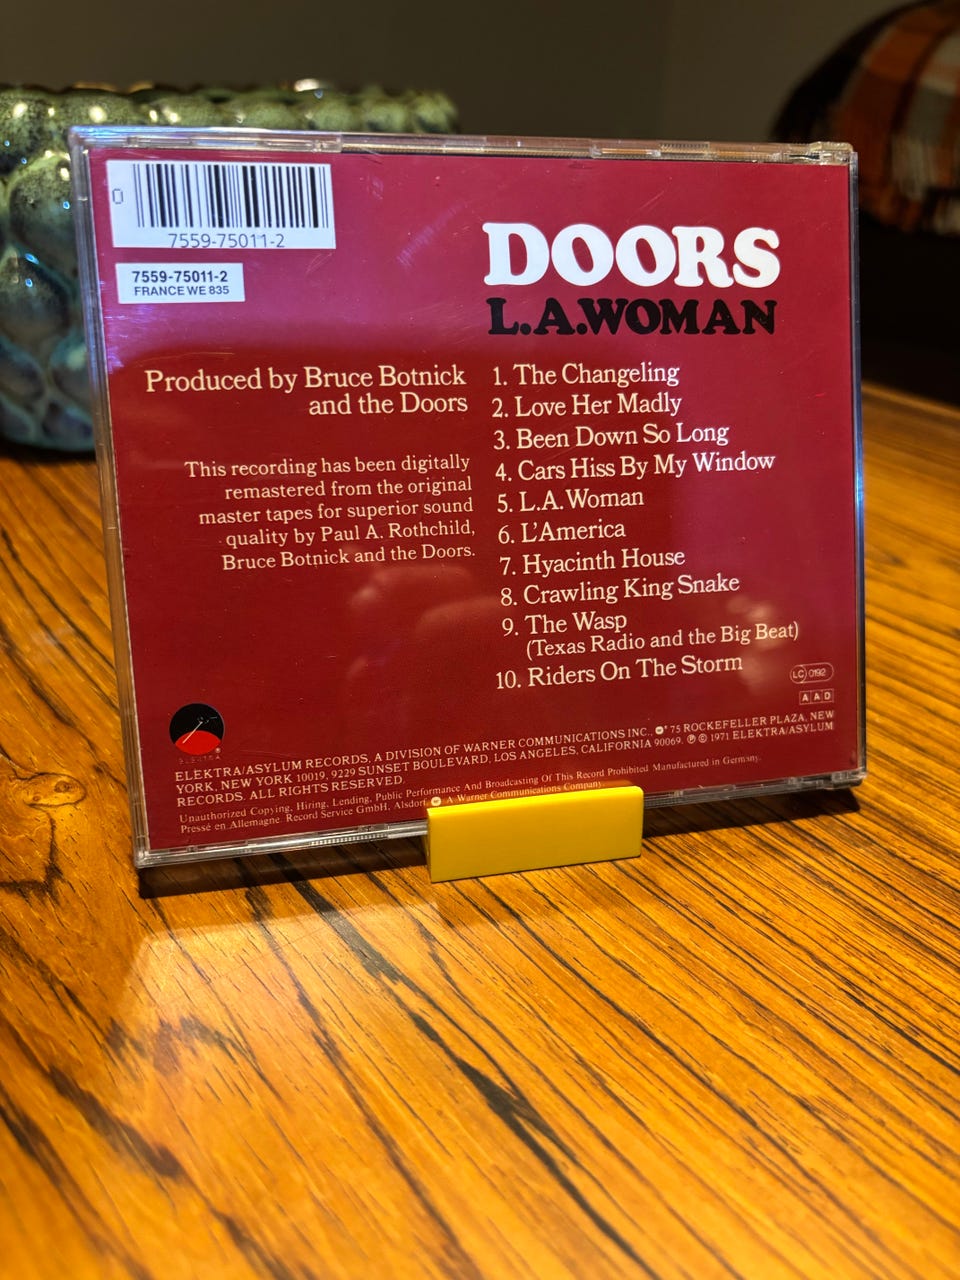 0
7559-75011-2
7559-75011-2
FRANCE WE 835
DOORS
L.A.WOMAN
Produced by Bruce Botnick
and the Doors
This recording has been digitally
remastered from the original
master tapes for superior sound
quality by Paul A. Rothchild,
Bruce Botnick and the Doors.
1. The Changeling
2. Love Her Madly
3. Been Down So Long
4. Cars Hiss By My Window
5. L.A. Woman
6. L'America
7. Hyacinth House
8. Crawling King Snake
9. The Wasp
(Texas Radio and the Big Beat)
10. Riders On The Storm
LC 0192
AAD
ELEKTRA
ELEKTRA/ASYLUM RECORDS, A DIVISION OF WARNER COMMUNICATIONS INC., 75 ROCKEFELLER PLAZA, NEW
YORK, NEW YORK 10019, 9229 SUNSET BOULEVARD, LOS ANGELES, CALIFORNIA 90069. ℗ © 1971 ELEKTRA/ASYLUM
RECORDS. ALL RIGHTS RESERVED.
Unauthorized Copying, Hiring, Lending, Public Performance And Broadcasting Of This Record Prohibited Manufactured in Germany.
Pressé en Allemagne. Record Service GmbH, Alsdorf. A Warner Communications Company.